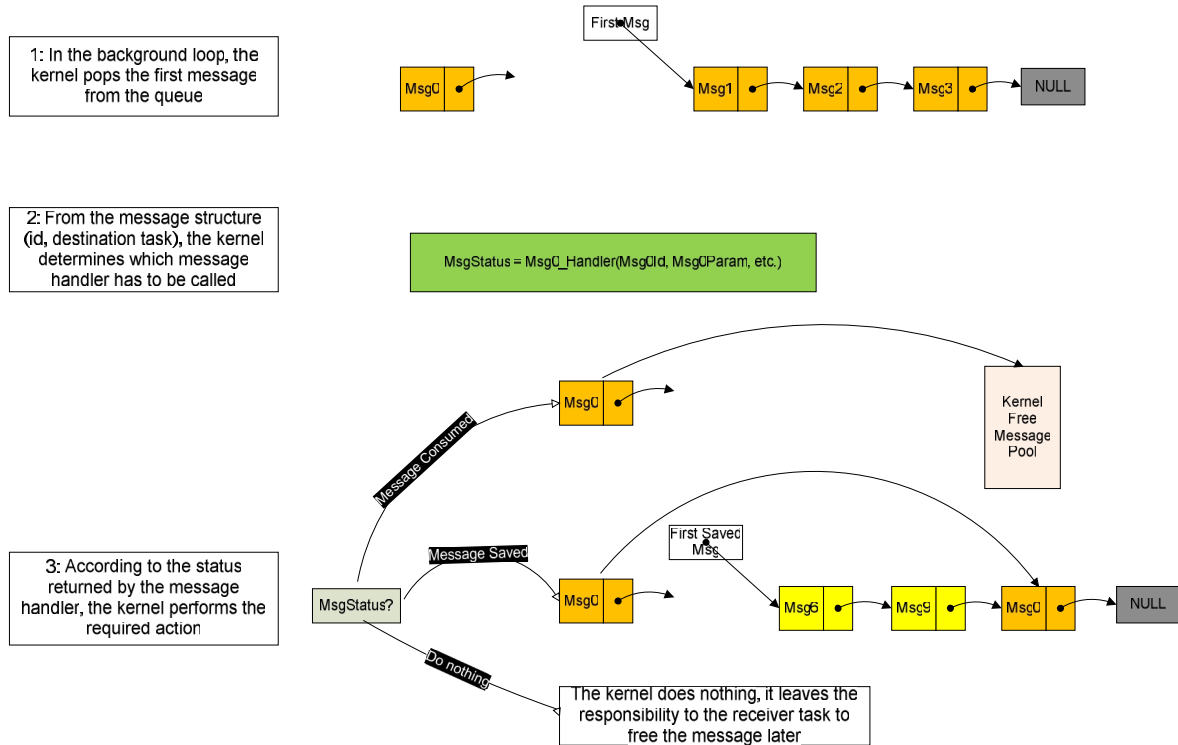 First Msg
1: In the background loop, the
kernel pops the first message
from the queue
Msg0
Msg1
Msg2
Msg3
NULL
2: From the message structure
(id, destination task), the kernel
determines which message
handler has to be called
MsgStatus = Msg0_Handler(Msg0Id, Msg0Param, etc.)
Msg0
Kernel
Free
Message
Pool
Message Consumed
3: According to the status
returned by the message
handler, the kernel performs the
required action
MsgStatus?
Message Saved
Msg0
First Saved
Msg
Msg6
Msg9
Msg0
NULL
Do nothing
The kernel does nothing, it leaves the
responsibility to the receiver task to
free the message later